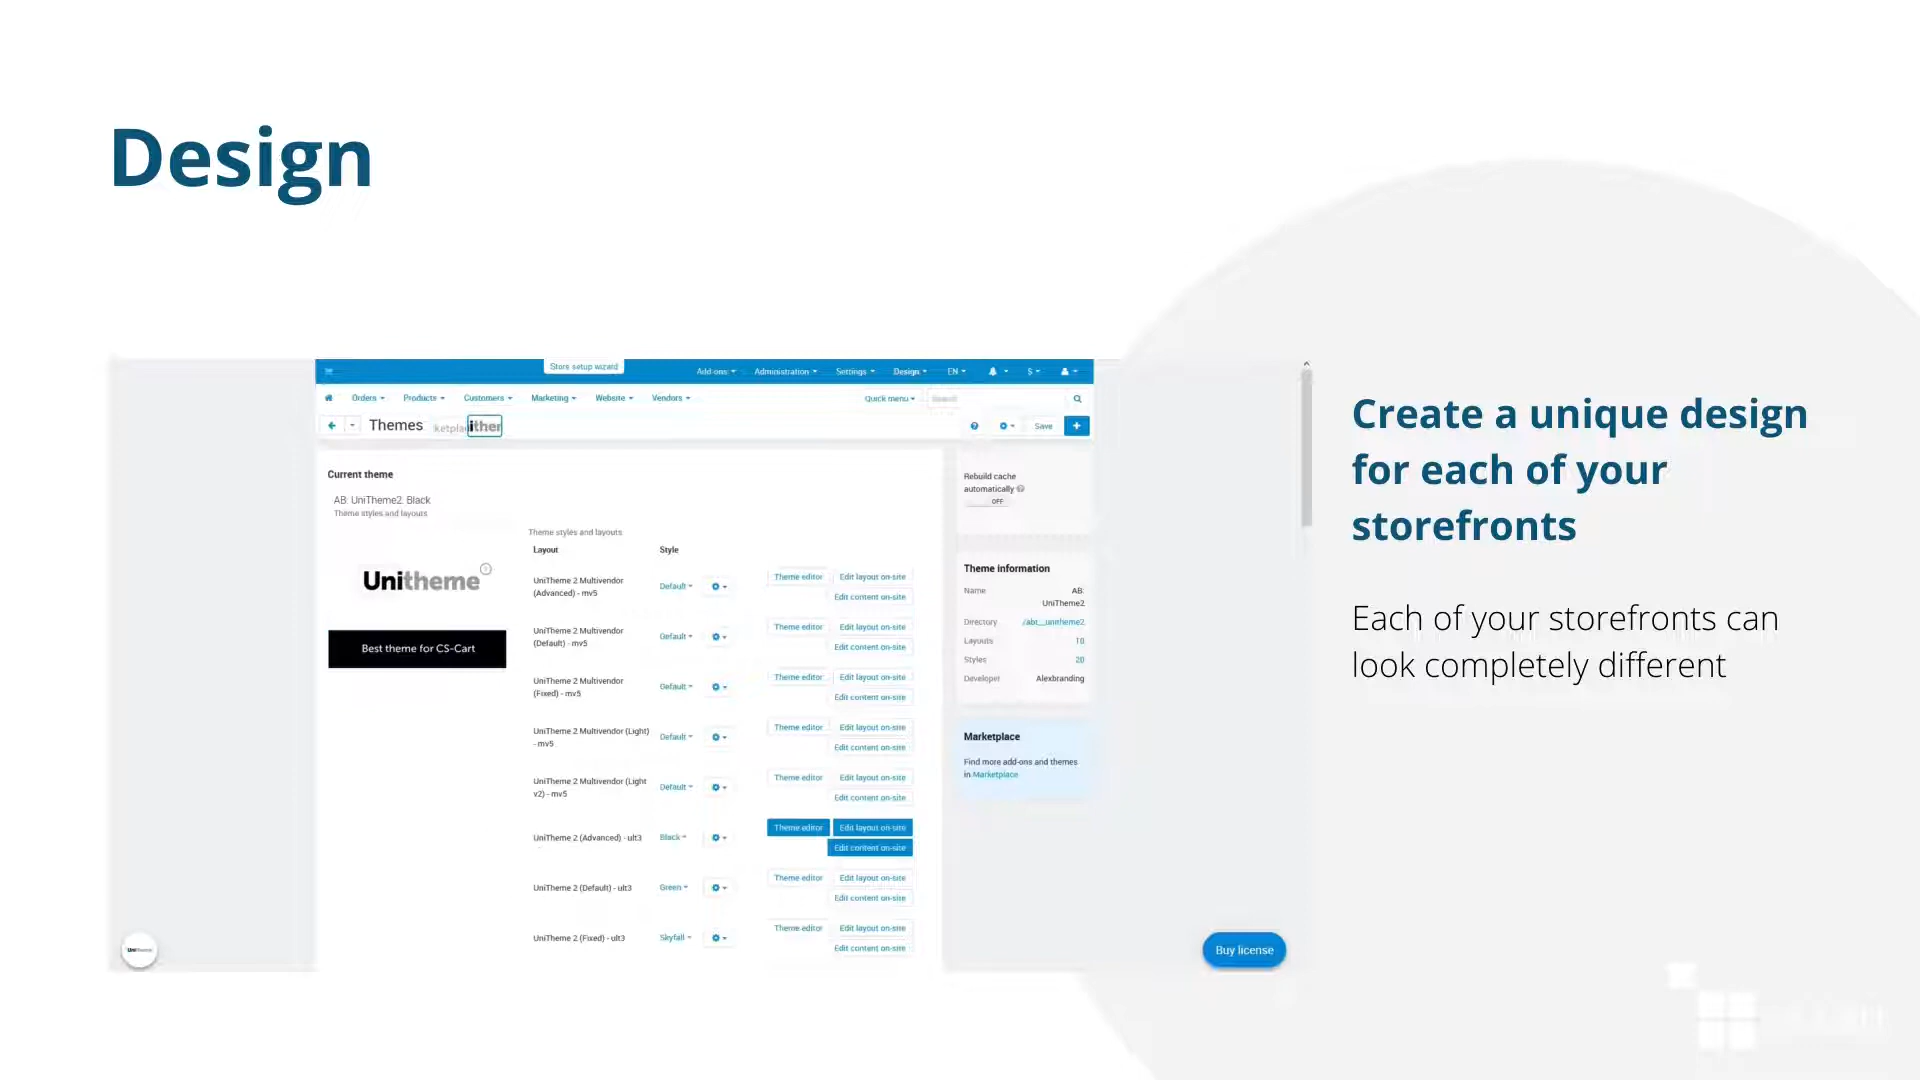 Design
Store setup wizard
Add-ons Administration Settings Design EN $
Orders Products Customers Marketing Website Vendors Quick menu Search
Themes Save
Current theme
AB: UniTheme2: Black
Theme styles and layouts
Unitheme
Best theme for CS-Cart
Theme styles and layouts
Layout Style
UniTheme 2 Multivendor Default Theme editor Edit layout on-site
(Advanced) - mv5 Edit content on-site
UniTheme 2 Multivendor Default Theme editor Edit layout on-site
(Default) - mv5 Edit content on-site
UniTheme 2 Multivendor Default Theme editor Edit layout on-site
(Fixed) - mv5 Edit content on-site
UniTheme 2 Multivendor (Light) Default Theme editor Edit layout on-site
- mv5 Edit content on-site
UniTheme 2 Multivendor (Light Default Theme editor Edit layout on-site
v2) - mv5 Edit content on-site
UniTheme 2 (Advanced) - ult3 Black Theme editor Edit layout on-site
Edit content on-site
UniTheme 2 (Default) - ult3 Green Theme editor Edit layout on-site
Edit content on-site
UniTheme 2 (Fixed) - ult3 Skyfall Theme editor Edit layout on-site
Edit content on-site
Rebuild cache
automatically
OFF
Theme information
Name AB:
UniTheme2
Directory /abt__unitheme2
Layouts 10
Styles 20
Developer Alexbranding
Marketplace
Find more add-ons and themes
in Marketplace
Buy license
Create a unique design
for each of your
storefronts
Each of your storefronts can
look completely different